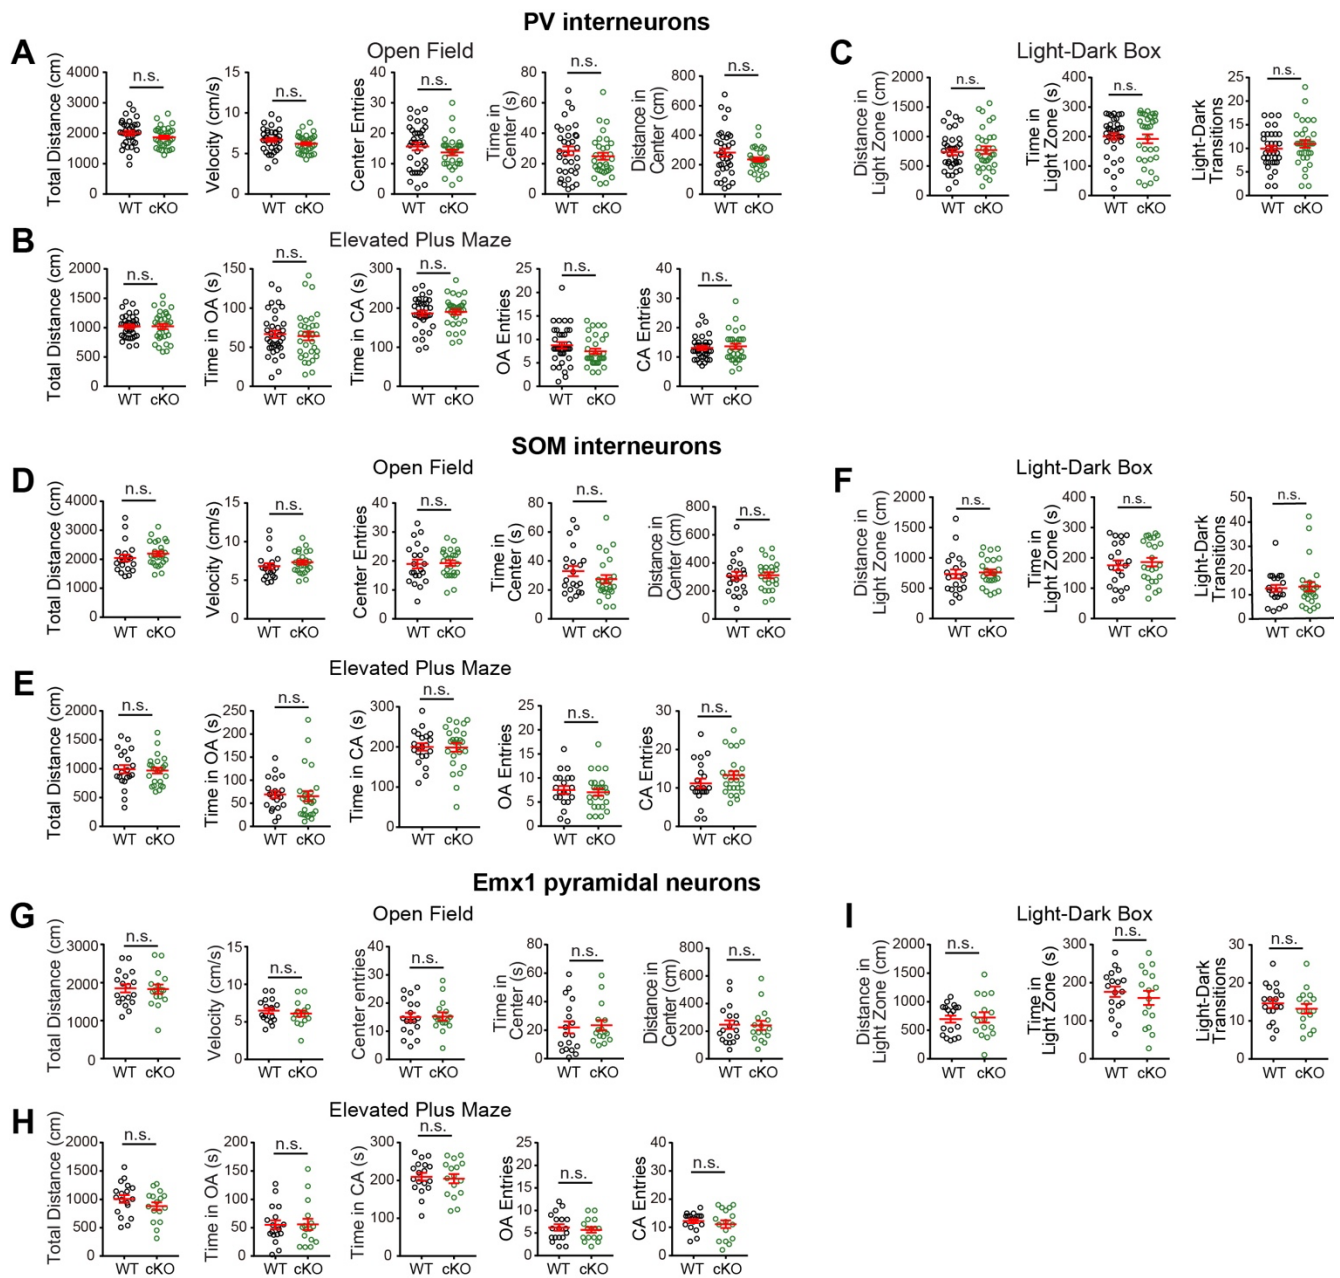 PV interneurons
A
Open Field
Total Distance (cm)
4000
3000
2000
1000
0
n.s.
WT cKO
Velocity (cm/s)
15
10
5
0
n.s.
WT cKO
Center Entries
40
30
20
10
0
n.s.
WT cKO
Time in
Center (s)
80
60
40
20
0
n.s.
WT cKO
Distance in
Center (cm)
800
600
400
200
0
n.s.
WT cKO
C
Light-Dark Box
Distance in
Light Zone (cm)
2000
1500
1000
500
0
n.s.
WT cKO
Time in
Light Zone (s)
400
300
200
100
0
n.s.
WT cKO
Light-Dark
Transitions
25
20
15
10
5
0
n.s.
WT cKO
B
Elevated Plus Maze
Total Distance (cm)
2000
1500
1000
500
0
n.s.
WT cKO
Time in OA (s)
150
100
50
0
n.s.
WT cKO
Time in CA (s)
300
200
100
0
n.s.
WT cKO
OA Entries
25
20
15
10
5
0
n.s.
WT cKO
CA Entries
40
30
20
10
0
n.s.
WT cKO
SOM interneurons
D
Open Field
Total Distance (cm)
4000
3000
2000
1000
0
n.s.
WT cKO
Velocity (cm/s)
15
10
5
0
n.s.
WT cKO
Center Entries
40
30
20
10
0
n.s.
WT cKO
Time in
Center (s)
80
60
40
20
0
n.s.
WT cKO
Distance in
Center (cm)
800
600
400
200
0
n.s.
WT cKO
F
Light-Dark Box
Distance in
Light Zone (cm)
2000
1500
1000
500
0
n.s.
WT cKO
Time in
Light Zone (s)
400
300
200
100
0
n.s.
WT cKO
Light-Dark
Transitions
50
40
30
20
10
0
n.s.
WT cKO
E
Elevated Plus Maze
Total Distance (cm)
2000
1500
1000
500
0
n.s.
WT cKO
Time in OA (s)
250
200
150
100
50
0
n.s.
WT cKO
Time in CA (s)
300
200
100
0
n.s.
WT cKO
OA Entries
25
20
15
10
5
0
n.s.
WT cKO
CA Entries
30
20
10
0
n.s.
WT cKO
Emx1 pyramidal neurons
G
Open Field
Total Distance (cm)
3000
2000
1000
0
n.s.
WT cKO
Velocity (cm/s)
15
10
5
0
n.s.
WT cKO
Center entries
40
30
20
10
0
n.s.
WT cKO
Time in
Center (s)
80
60
40
20
0
n.s.
WT cKO
Distance in
Center (cm)
800
600
400
200
0
n.s.
WT cKO
I
Light-Dark Box
Distance in
Light Zone (cm)
2000
1500
1000
500
0
n.s.
WT cKO
Time in
Light Zone (s)
300
200
100
0
n.s.
WT cKO
Light-Dark
Transitions
30
20
10
0
n.s.
WT cKO
H
Elevated Plus Maze
Total Distance (cm)
2000
1500
1000
500
0
n.s.
WT cKO
Time in OA (s)
200
150
100
50
0
n.s.
WT cKO
Time in CA (s)
300
200
100
0
n.s.
WT cKO
OA Entries
25
20
15
10
5
0
n.s.
WT cKO
CA Entries
40
30
20
10
0
n.s.
WT cKO